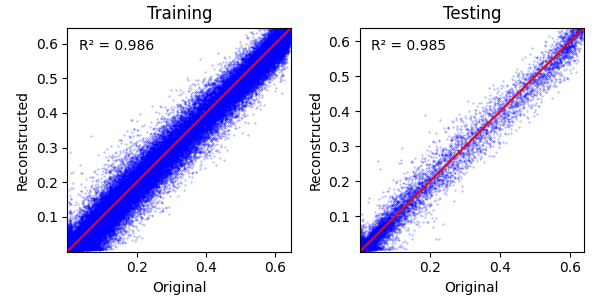 Training
Testing
R² = 0.986
R² = 0.985
Reconstructed
0.6
0.5
0.4
0.3
0.2
0.1
0.2
0.4
0.6
Original
Reconstructed
0.6
0.5
0.4
0.3
0.2
0.1
0.2
0.4
0.6
Original